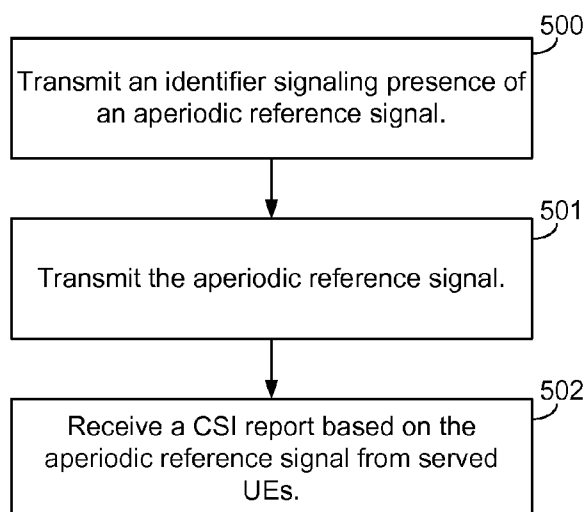 500
Transmit an identifier signaling presence of
an aperiodic reference signal.
501
Transmit the aperiodic reference signal.
502
Receive a CSI report based on the
aperiodic reference signal from served
UEs.